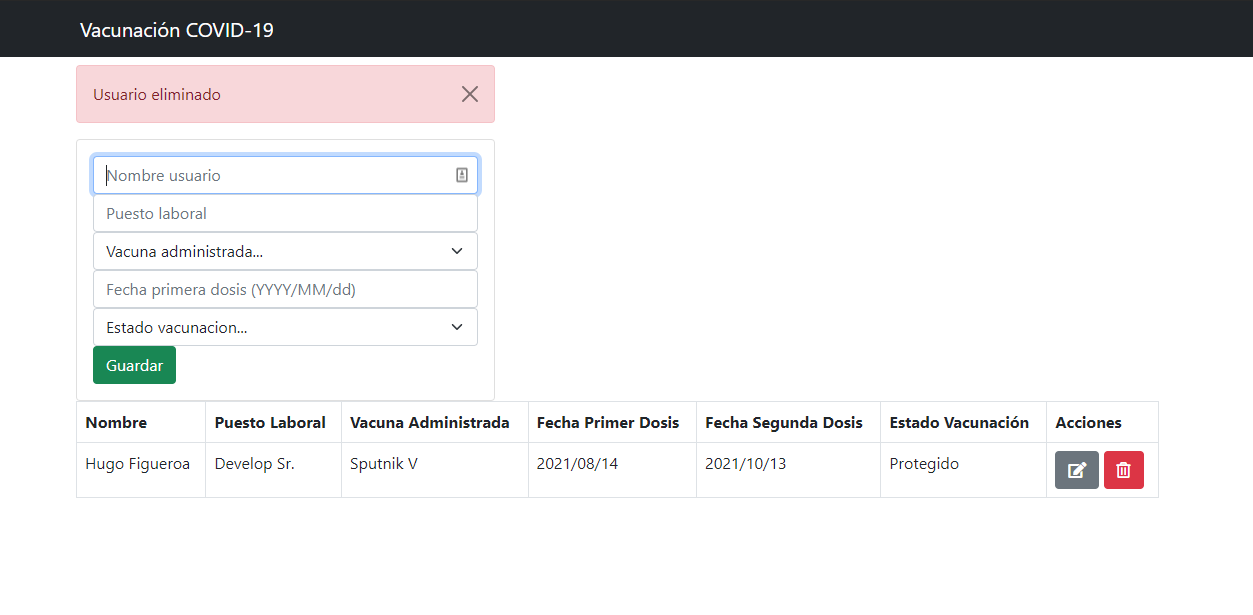 Vacunación COVID-19
Usuario eliminado
Nombre usuario
Puesto laboral
Vacuna administrada...
Fecha primera dosis (YYYY/MM/dd)
Estado vacunacion...
Guardar
Nombre Puesto Laboral Vacuna Administrada Fecha Primer Dosis Fecha Segunda Dosis Estado Vacunación Acciones
Hugo Figueroa Develop Sr. Sputnik V 2021/08/14 2021/10/13 Protegido